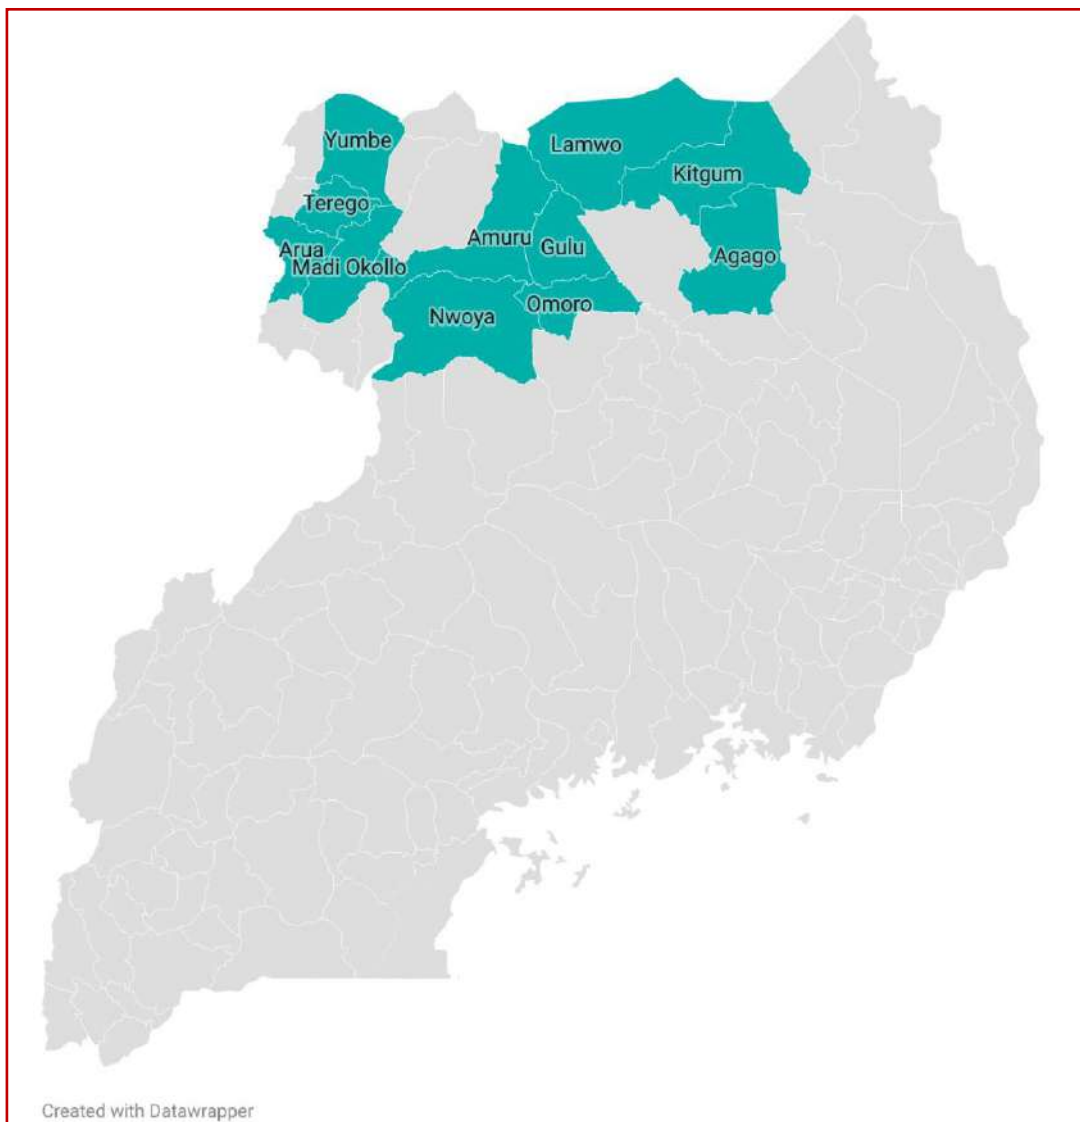 Yumbe
Lamwo
Kitgum
Terego
Amuru
Gulu
Arua
Madi Okollo
Agago
Omoro
Nwoya
Created with Datawrapper